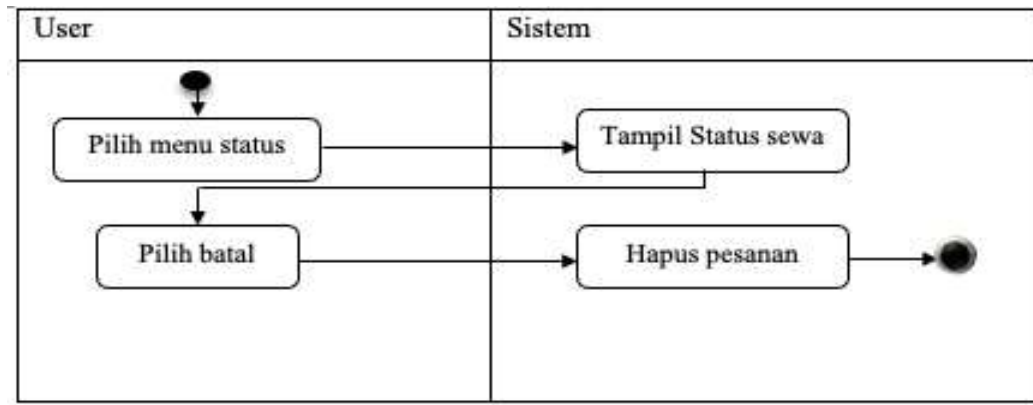 User
Sistem
Pilih menu status
Tampil Status sewa
Pilih batal
Hapus pesanan